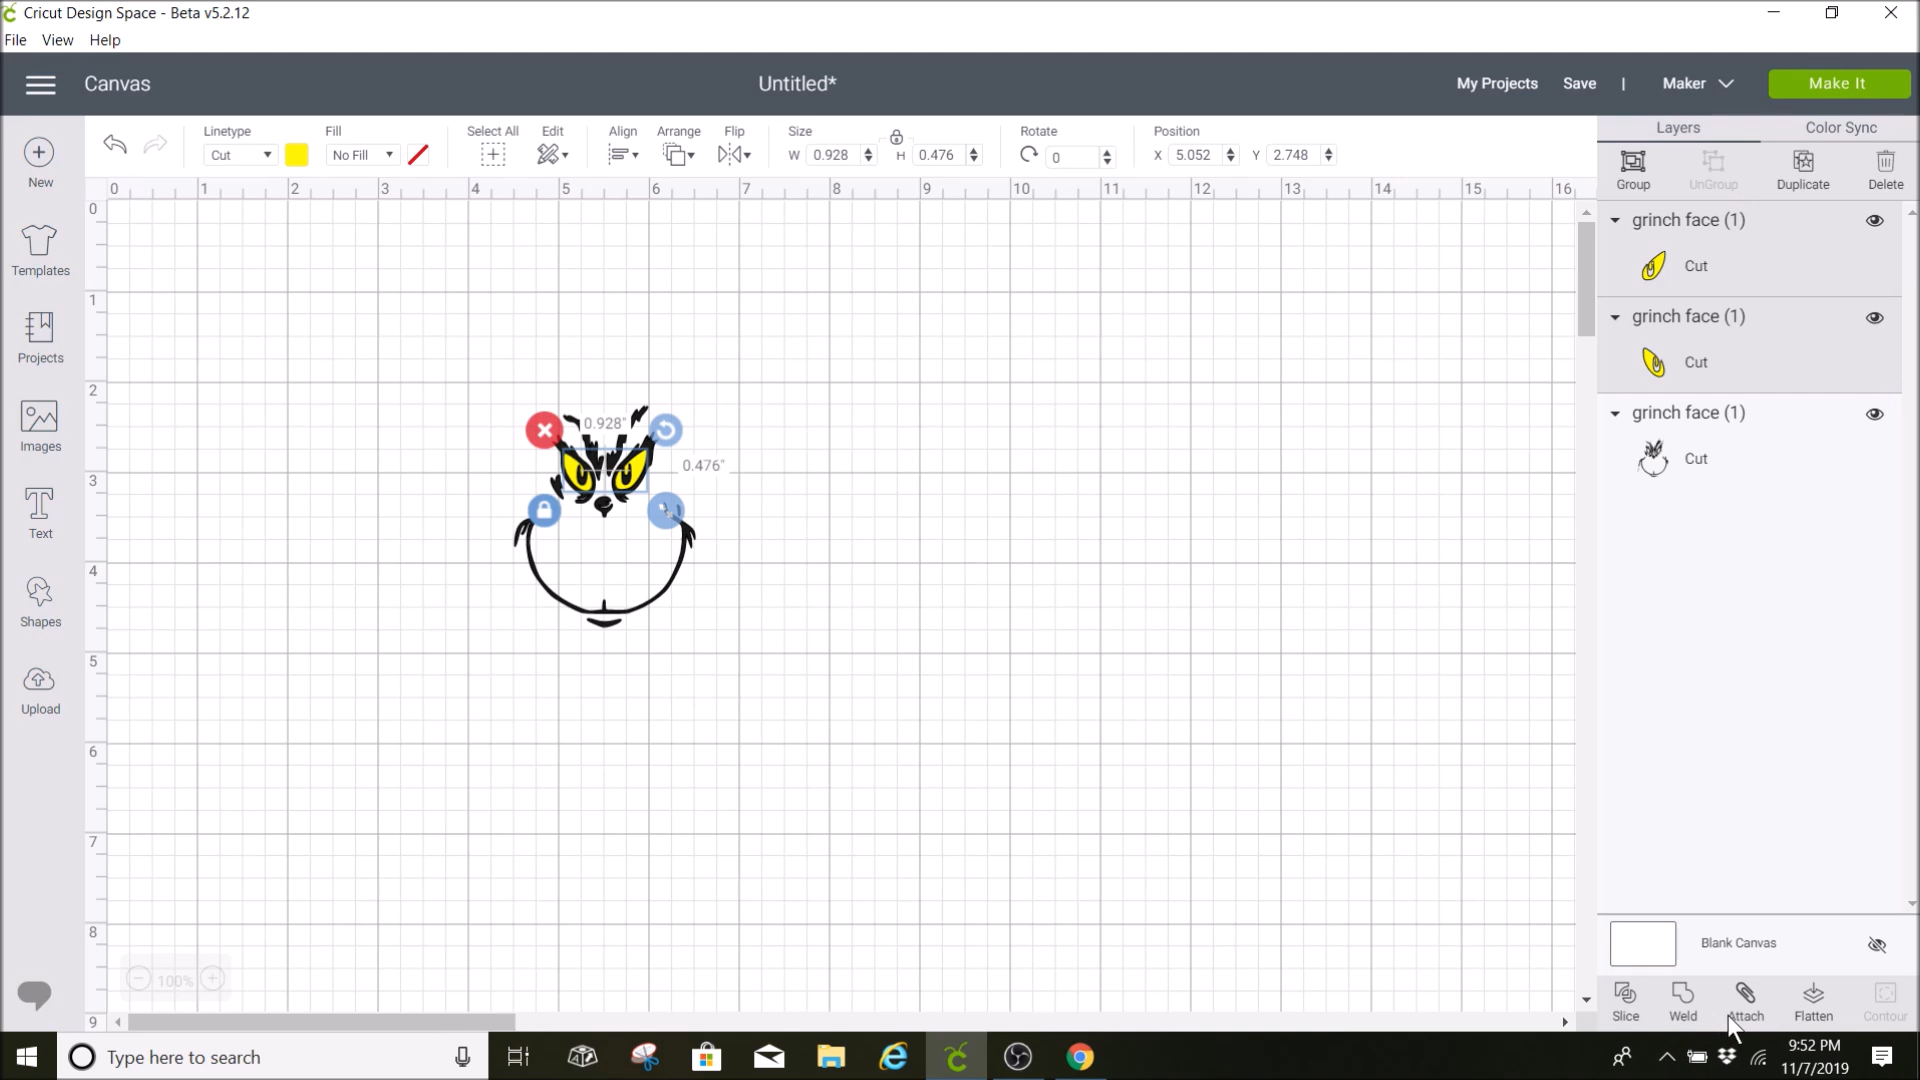 Cricut Design Space - Beta v5.2.12
File View Help
Canvas
Untitled*
My Projects Save | Maker Make It
Linetype Fill Select All Edit Align Arrange Flip Size Rotate Position
Cut No Fill W 0.928 H 0.476 0 X 5.052 Y 2.748
Layers Color Sync
Group UnGroup Duplicate Delete
New
Templates
Projects
Images
Text
Shapes
Upload
0 1 2 3 4 5 6 7 8 9 10 11 12 13 14 15 16
0
1
2
3
4
5
6
7
8
9
0.928"
0.476"
100%
grinch face (1)
Cut
grinch face (1)
Cut
grinch face (1)
Cut
Blank Canvas
Slice Weld Attach Flatten Contour
Type here to search
9:52 PM
11/7/2019